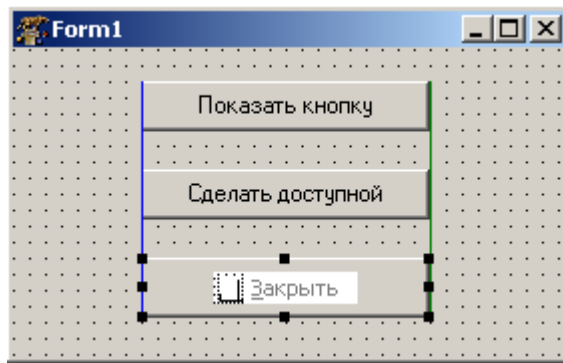 Form1
Показать кнопку
Сделать доступной
Закрыть